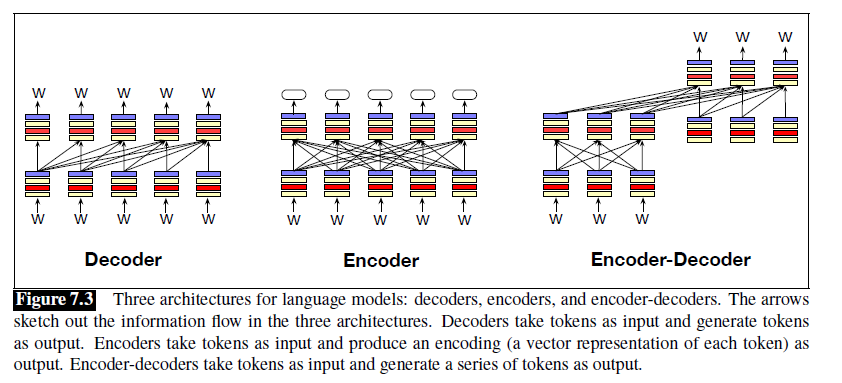 W W W
W W W W W
W W W W W W W W W W W W W
Decoder Encoder Encoder-Decoder
Figure 7.3 Three architectures for language models: decoders, encoders, and encoder-decoders. The arrows
sketch out the information flow in the three architectures. Decoders take tokens as input and generate tokens
as output. Encoders take tokens as input and produce an encoding (a vector representation of each token) as
output. Encoder-decoders take tokens as input and generate a series of tokens as output.